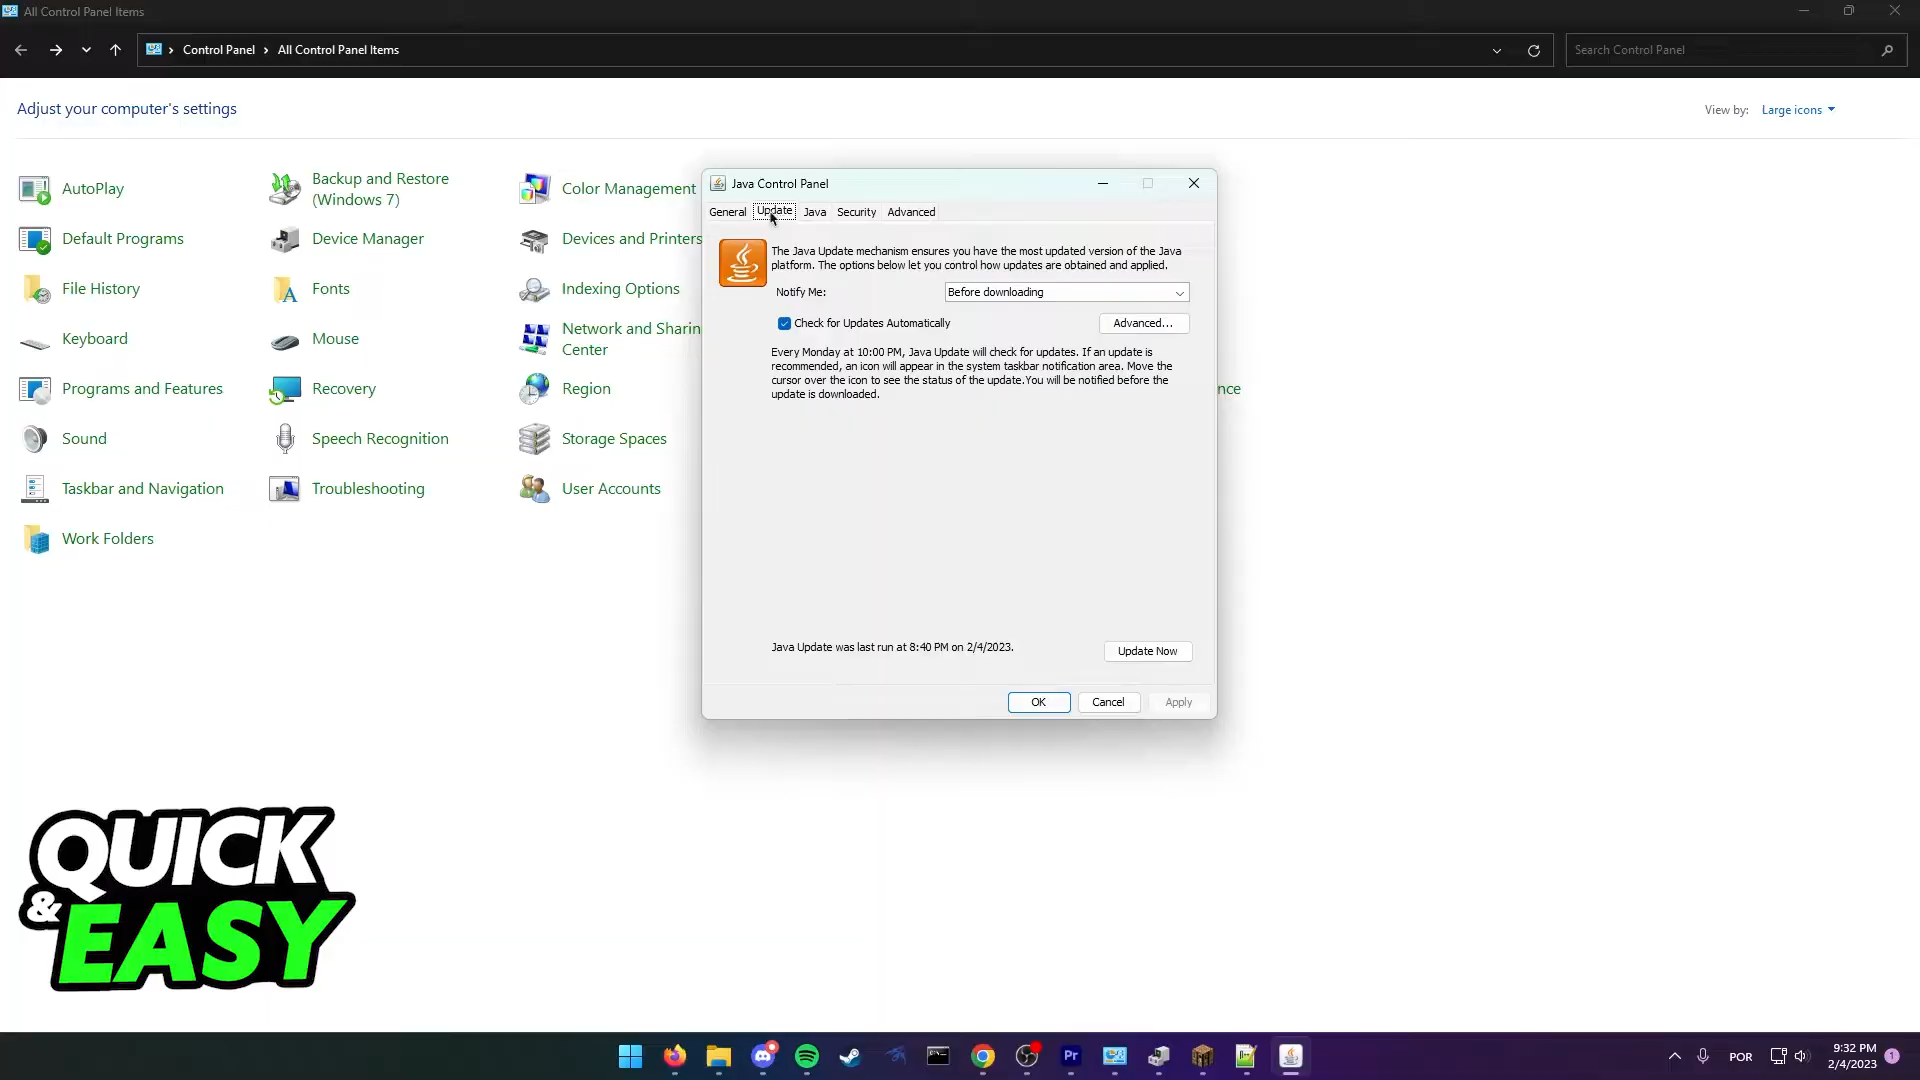 All Control Panel Items
Control Panel > All Control Panel Items
Search Control Panel
Adjust your computer's settings
View by: Large icons
AutoPlay
Backup and Restore
(Windows 7)
Color Management
Default Programs
Device Manager
Devices and Printers
File History
Fonts
Indexing Options
Keyboard
Mouse
Network and Sharin
Center
Programs and Features
Recovery
Region
nce
Sound
Speech Recognition
Storage Spaces
Taskbar and Navigation
Troubleshooting
User Accounts
Work Folders
Java Control Panel
General Update Java Security Advanced
The Java Update mechanism ensures you have the most updated version of the Java
platform. The options below let you control how updates are obtained and applied.
Notify Me: Before downloading
Check for Updates Automatically Advanced...
Every Monday at 10:00 PM, Java Update will check for updates. If an update is
recommended, an icon will appear in the system taskbar notification area. Move the
cursor over the icon to see the status of the update.You will be notified before the
update is downloaded.
Java Update was last run at 8:40 PM on 2/4/2023.
Update Now
OK Cancel Apply
QUICK
& EASY
Pr
POR
9:32 PM
2/4/2023
1